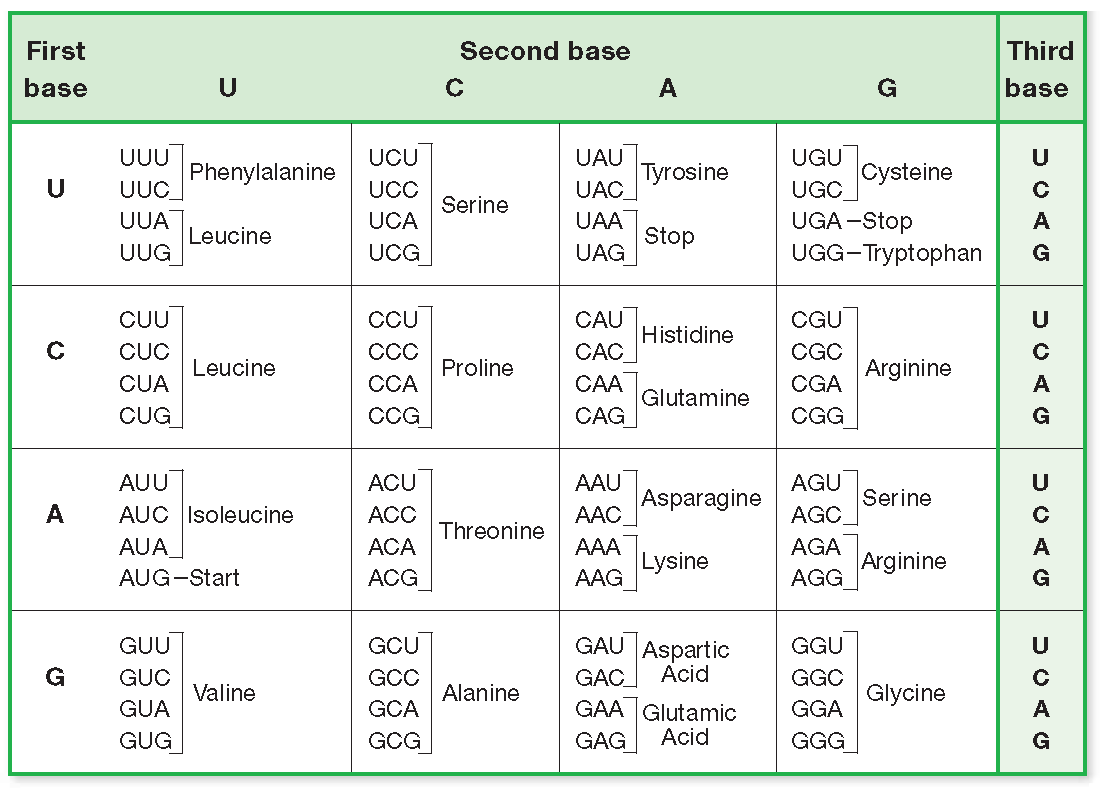 First base Second base Third base
U C A G
U
UUU Phenylalanine UCU Serine UAU Tyrosine UGU Cysteine U
UUC UCC UAC UGC C
UUA Leucine UCA UAA Stop UGA–Stop A
UUG UCG UAG UGG–Tryptophan G
C
CUU Leucine CCU Proline CAU Histidine CGU Arginine U
CUC CCC CAC CGC C
CUA CCA CAA Glutamine CGA A
CUG CCG CAG CGG G
A
AUU Isoleucine ACU Threonine AAU Asparagine AGU Serine U
AUC ACC AAC AGC C
AUA ACA AAA Lysine AGA Arginine A
AUG–Start ACG AAG AGG G
G
GUU Valine GCU Alanine GAU Aspartic Acid GGU Glycine U
GUC GCC GAC GGC C
GUA GCA GAA Glutamic Acid GGA A
GUG GCG GAG GGG G